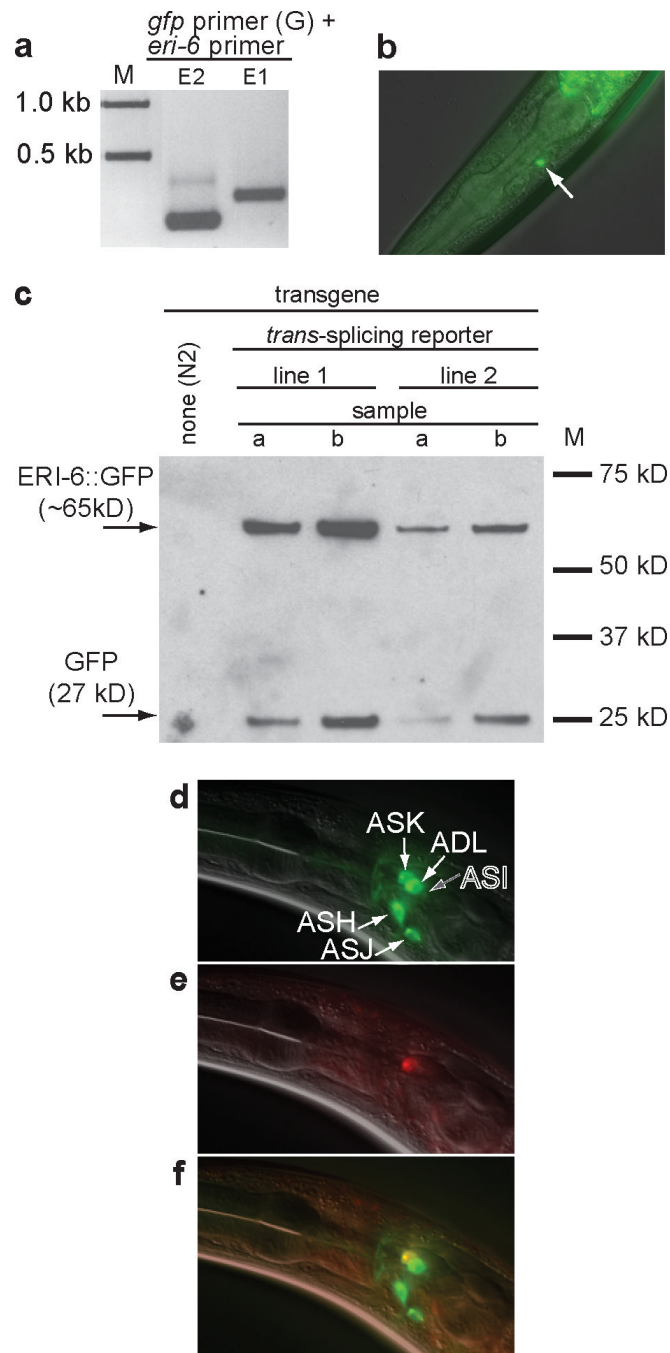 a
gfp primer (G) +
eri-6 primer
M
E2
E1
1.0 kb
0.5 kb
b
c
transgene
none (N2)
trans-splicing reporter
line 1
line 2
sample
a
b
a
b
M
ERI-6::GFP
(~65kD)
75 kD
50 kD
37 kD
GFP
(27 kD)
25 kD
d
ASK
ADL
ASI
ASH
ASJ
e
f